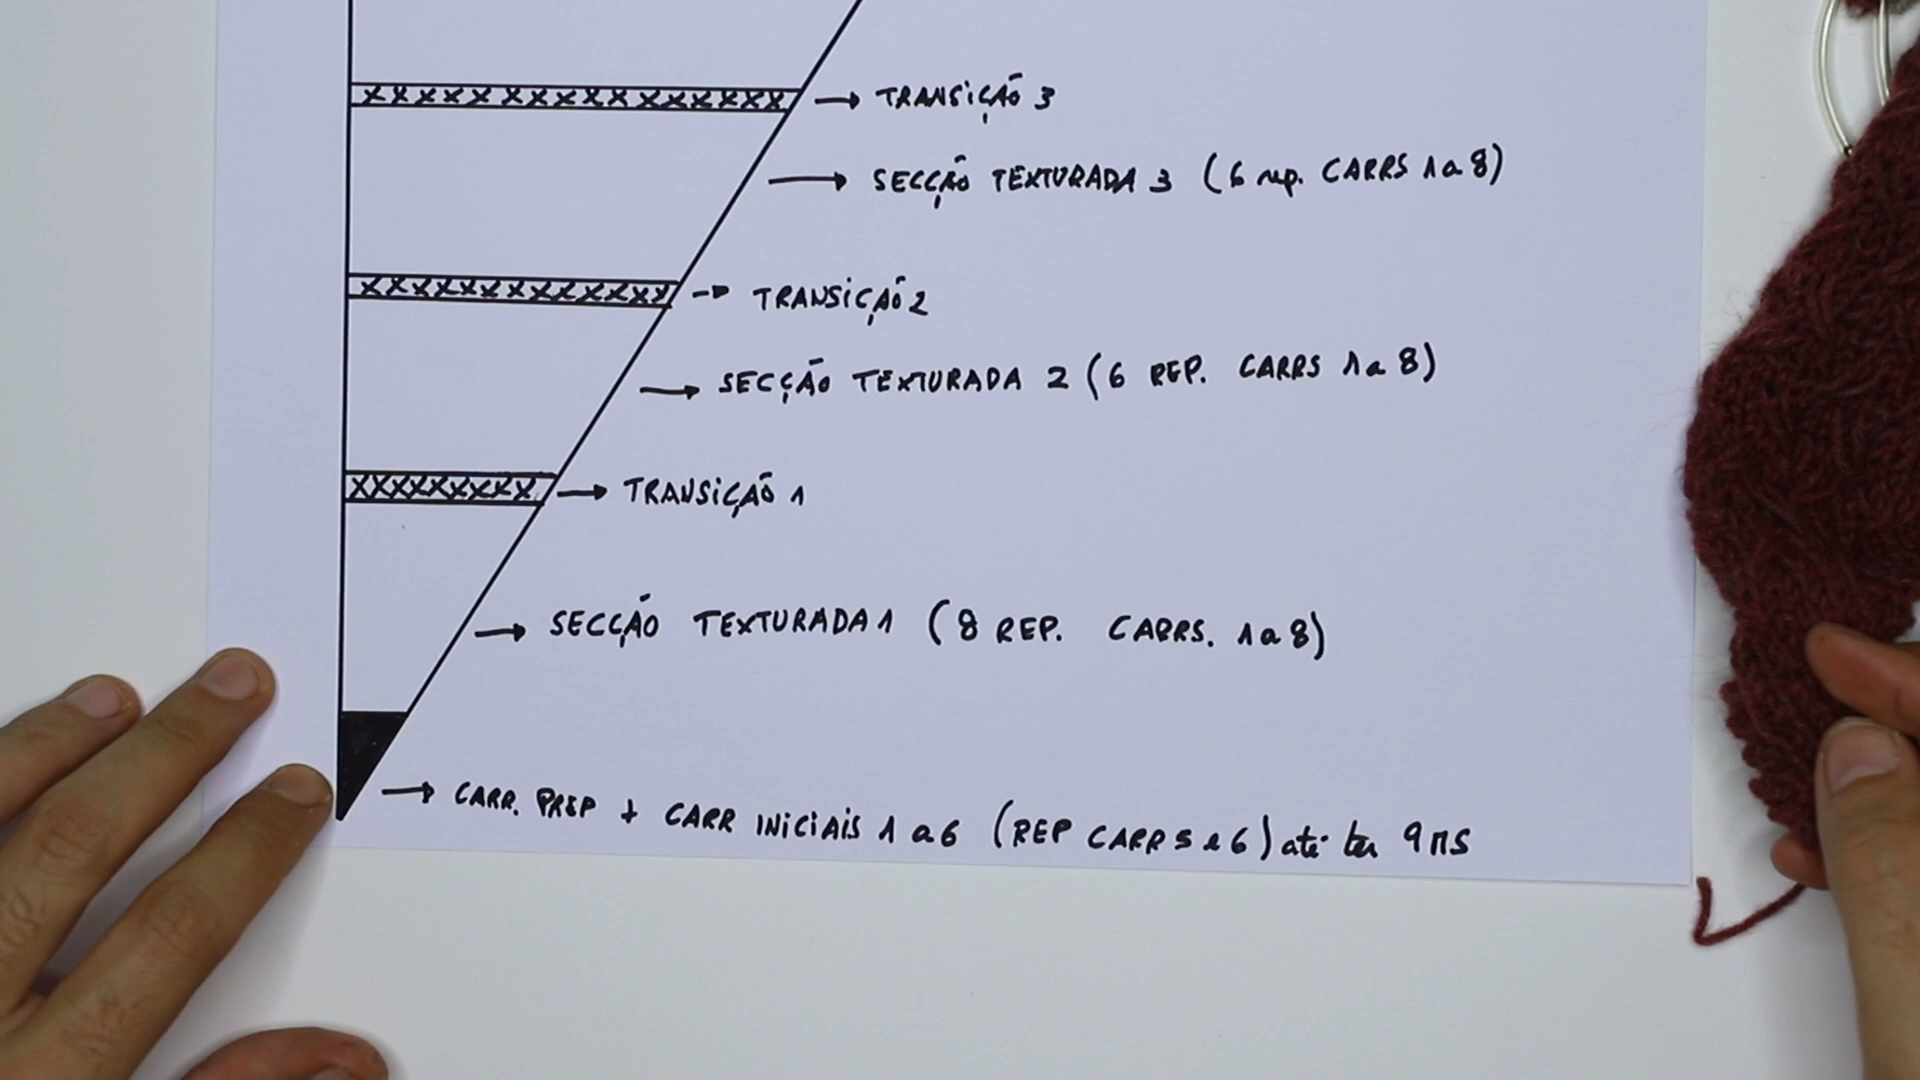 TRANSIÇÃO 3
SECÇÃO TEXTURADA 3 (6 rep. CARRS 1 a 8)
TRANSIÇÃO 2
SECÇÃO TEXTURADA 2 (6 REP. CARRS 1 a 8)
TRANSIÇÃO 1
SECÇÃO TEXTURADA 1 (8 REP. CARRS. 1 a 8)
CARR. PREP + CARR INICIAIS 1 a 6 (REP CARR 5 e 6) até ter 9 MS